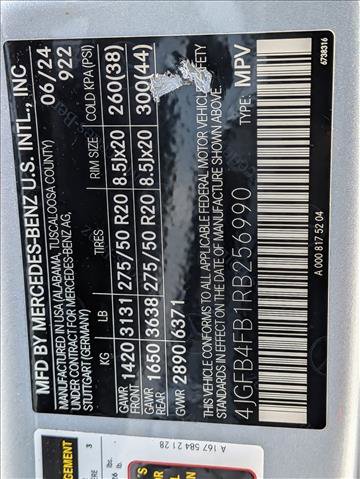 MFD BY MERCEDES-BENZ U.S. INTL., INC
MANUFACTURED IN USA (ALABAMA, TUSCALOOSA COUNTY)
UNDER CONTRACT FOR MERCEDES-BENZ AG,
STUTTGART (GERMANY)
06/24
922
KG LB TIRES RIM SIZE COLD KPA (PSI)
GAWR FRONT 1420 3131 275/50 R20 8.5Jx20 260(38)
GAWR REAR 1650 3638 275/50 R20 8.5Jx20 300(44)
GVWR 2890 6371
THIS VEHICLE CONFORMS TO ALL APPLICABLE FEDERAL MOTOR VEHICLE SAFETY
STANDARDS IN EFFECT ON THE DATE OF MANUFACTURE SHOWN ABOVE.
4JGFB4FB1RB256990 TYPE: MPV
A 000 817 52 04
6738316
A 167 584 21 28
3